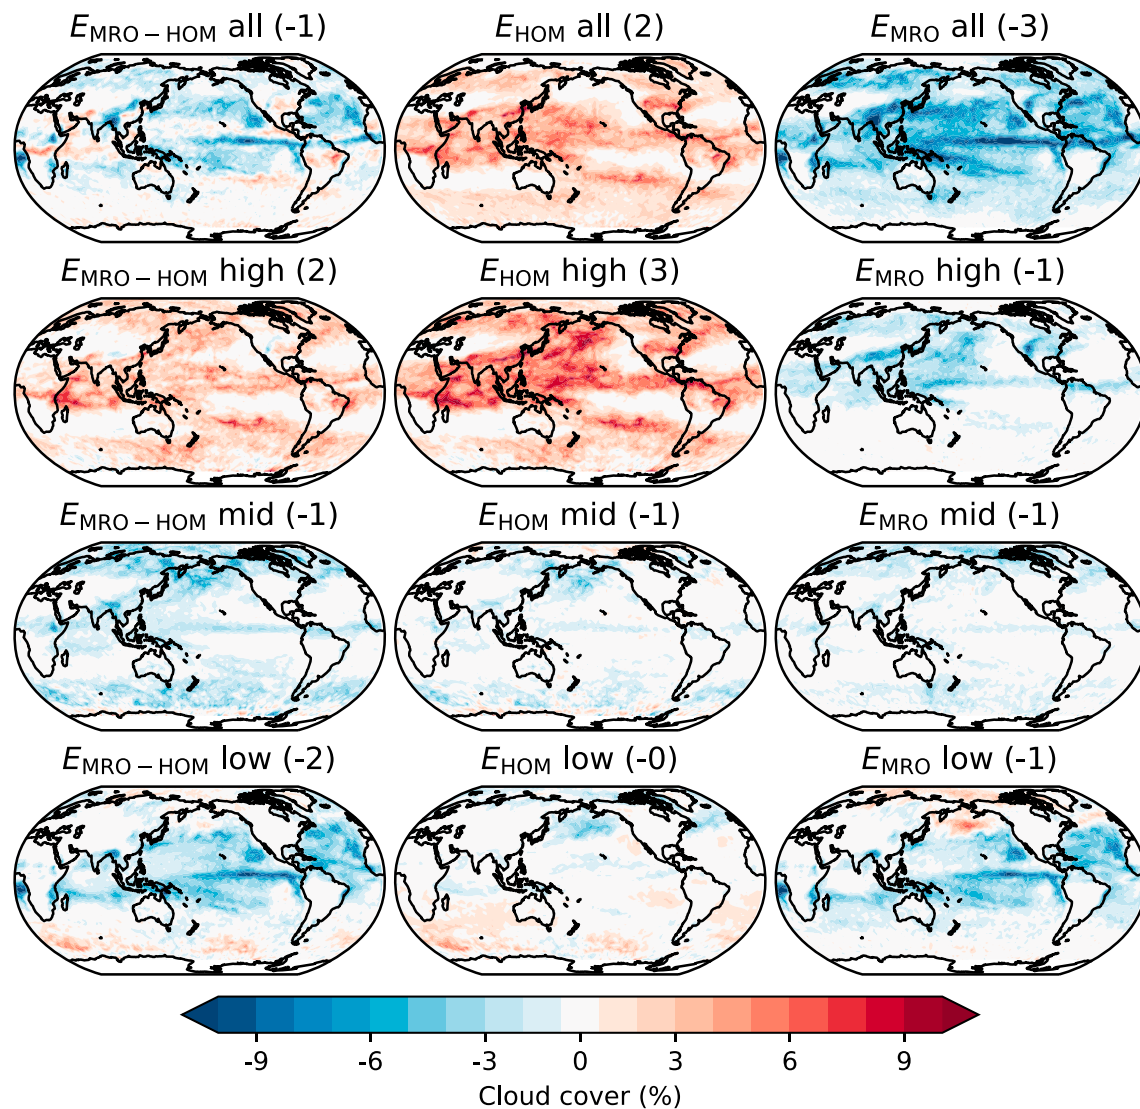 E_MRO−HOM all (-1) E_HOM all (2) E_MRO all (-3)
E_MRO−HOM high (2) E_HOM high (3) E_MRO high (-1)
E_MRO−HOM mid (-1) E_HOM mid (-1) E_MRO mid (-1)
E_MRO−HOM low (-2) E_HOM low (-0) E_MRO low (-1)
-9 -6 -3 0 3 6 9
Cloud cover (%)